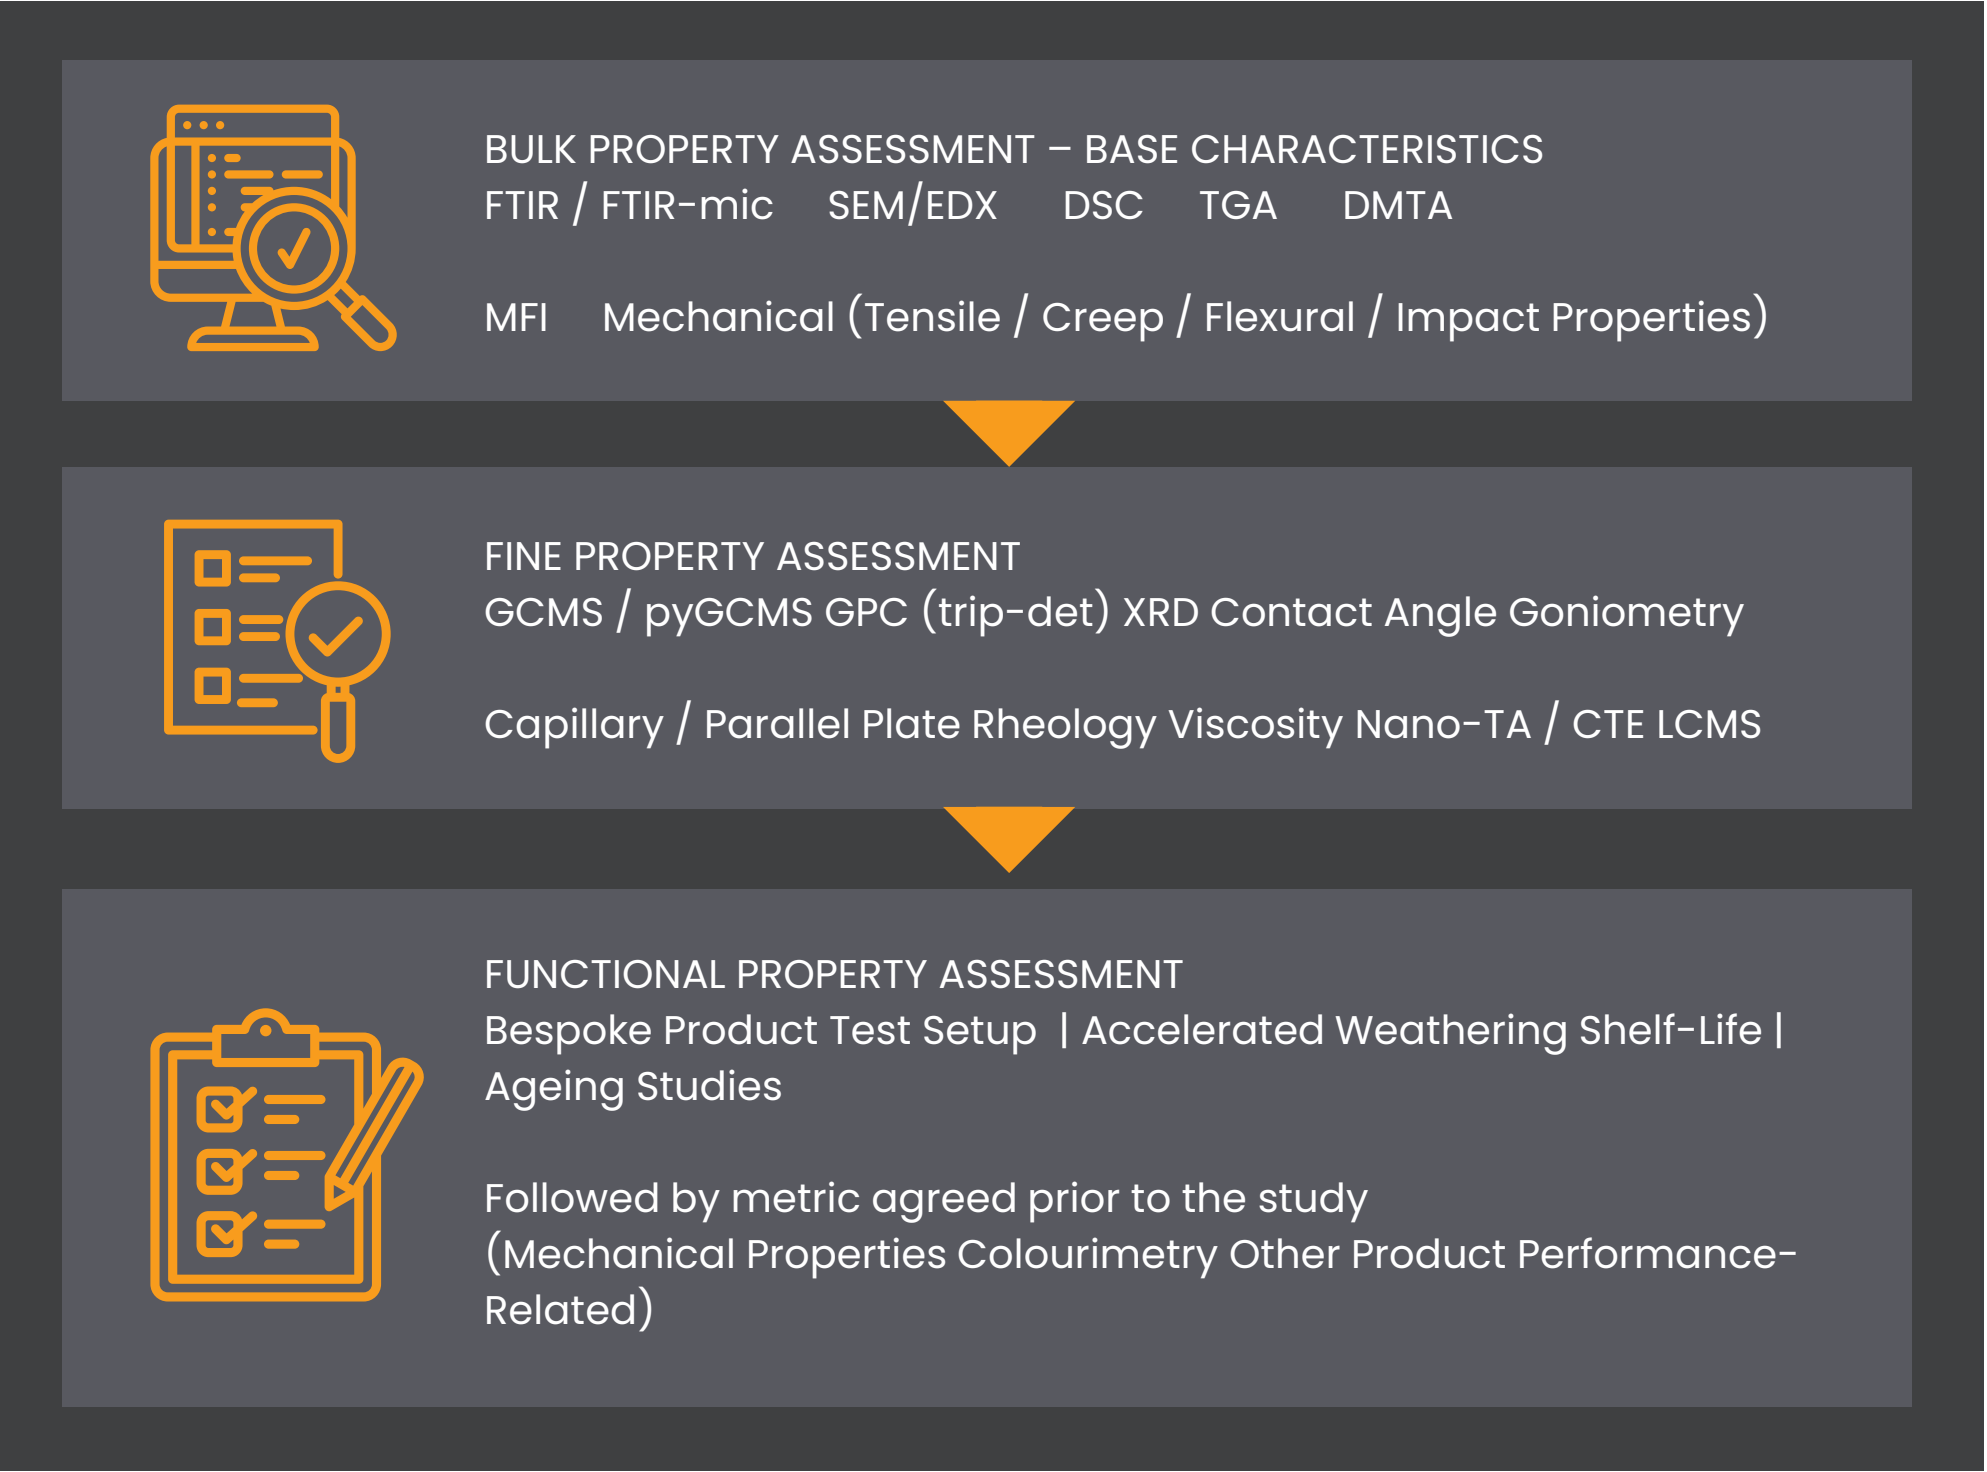 BULK PROPERTY ASSESSMENT – BASE CHARACTERISTICS
FTIR / FTIR-mic SEM/EDX DSC TGA DMTA
MFI Mechanical (Tensile / Creep / Flexural / Impact Properties)
FINE PROPERTY ASSESSMENT
GCMS / pyGCMS GPC (trip-det) XRD Contact Angle Goniometry
Capillary / Parallel Plate Rheology Viscosity Nano-TA / CTE LCMS
FUNCTIONAL PROPERTY ASSESSMENT
Bespoke Product Test Setup | Accelerated Weathering Shelf-Life |
Ageing Studies
Followed by metric agreed prior to the study
(Mechanical Properties Colourimetry Other Product Performance-
Related)